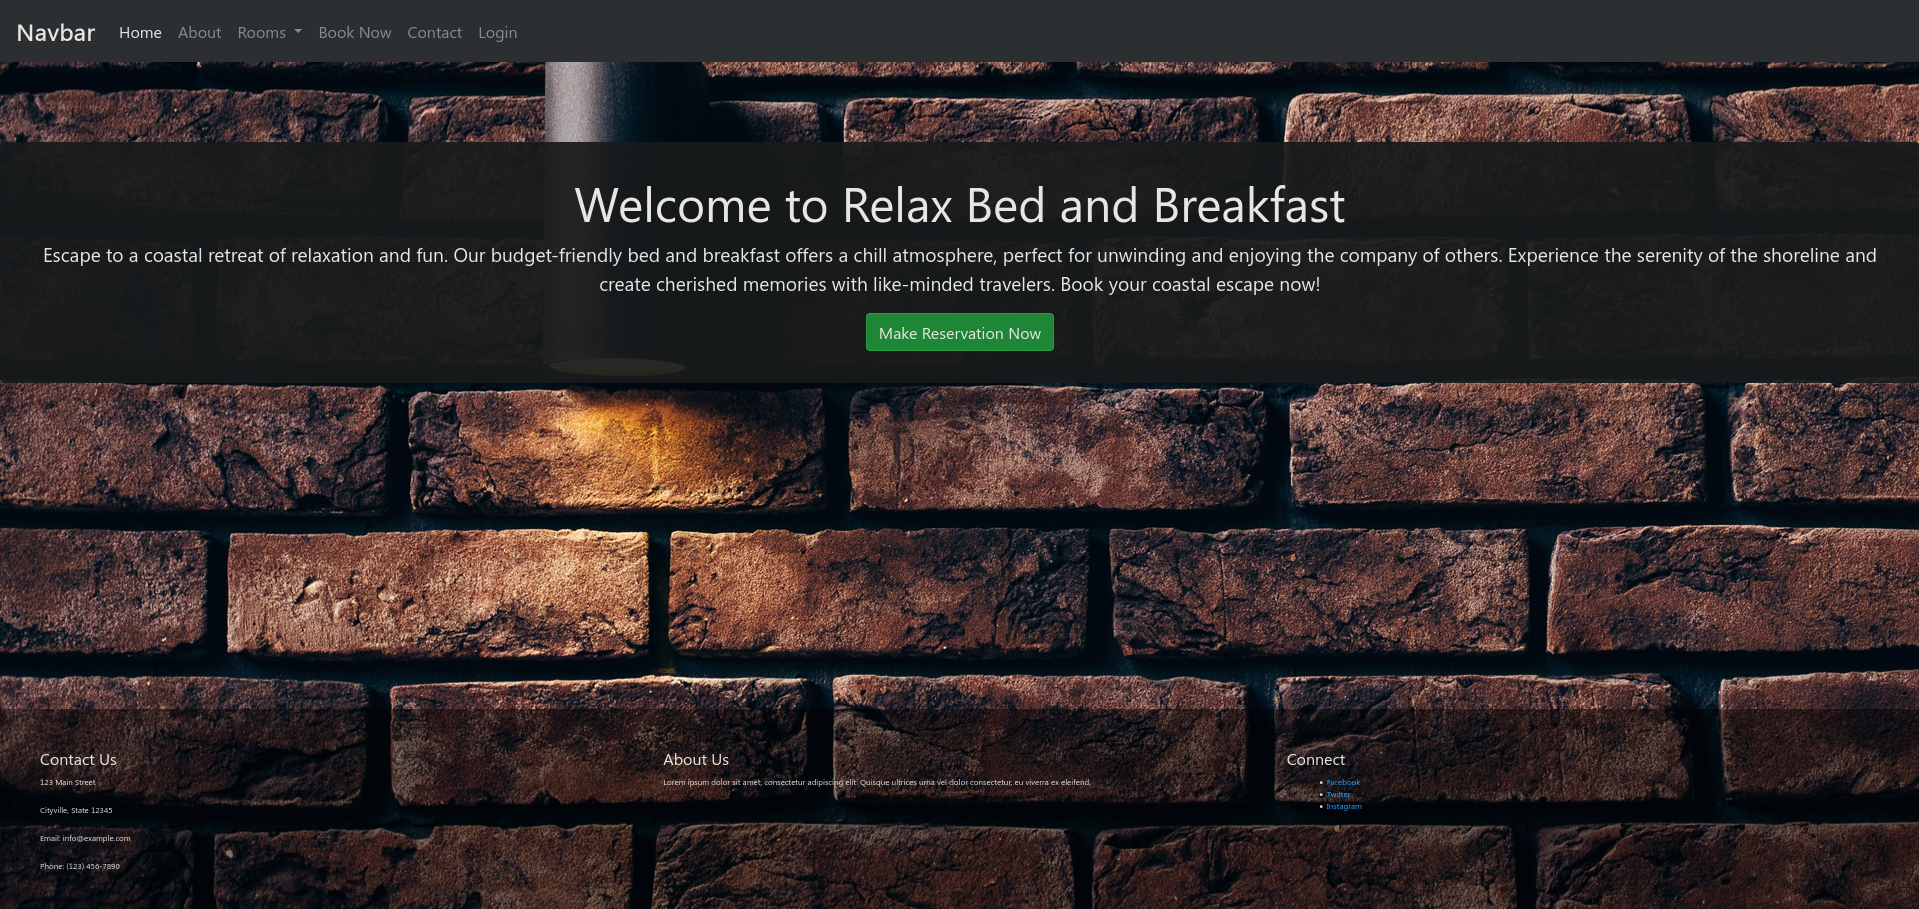 Navbar Home About Rooms Book Now Contact Login
Welcome to Relax Bed and Breakfast
Escape to a coastal retreat of relaxation and fun. Our budget-friendly bed and breakfast offers a chill atmosphere, perfect for unwinding and enjoying the company of others. Experience the serenity of the shoreline and
create cherished memories with like-minded travelers. Book your coastal escape now!
Make Reservation Now
Contact Us
123 Main Street
Cityville, State 12345
Email: info@example.com
Phone: (123) 456-7890
About Us
Lorem ipsum dolor sit amet, consectetur adipiscing elit. Quisque ultrices urna vel dolor consectetur, eu viverra ex eleifend.
Connect
Facebook
Twitter
Instagram